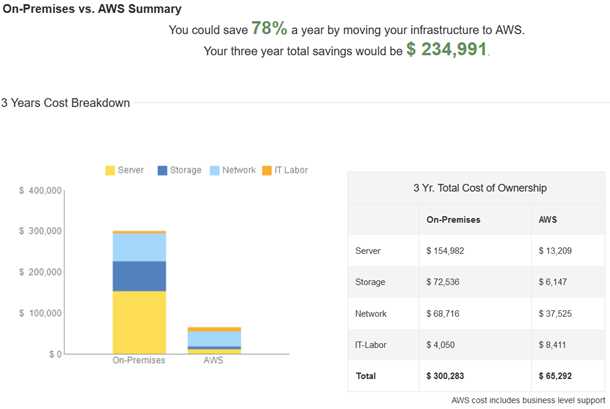 On-Premises vs. AWS Summary
You could save 78% a year by moving your infrastructure to AWS.
Your three year total savings would be $ 234,991.
3 Years Cost Breakdown
Server Storage Network IT Labor
$ 400,000
$ 300,000
$ 200,000
$ 100,000
$ 0
On-Premises AWS
3 Yr. Total Cost of Ownership
On-Premises AWS
Server $ 154,982 $ 13,209
Storage $ 72,536 $ 6,147
Network $ 68,716 $ 37,525
IT-Labor $ 4,050 $ 8,411
Total $ 300,283 $ 65,292
AWS cost includes business level support